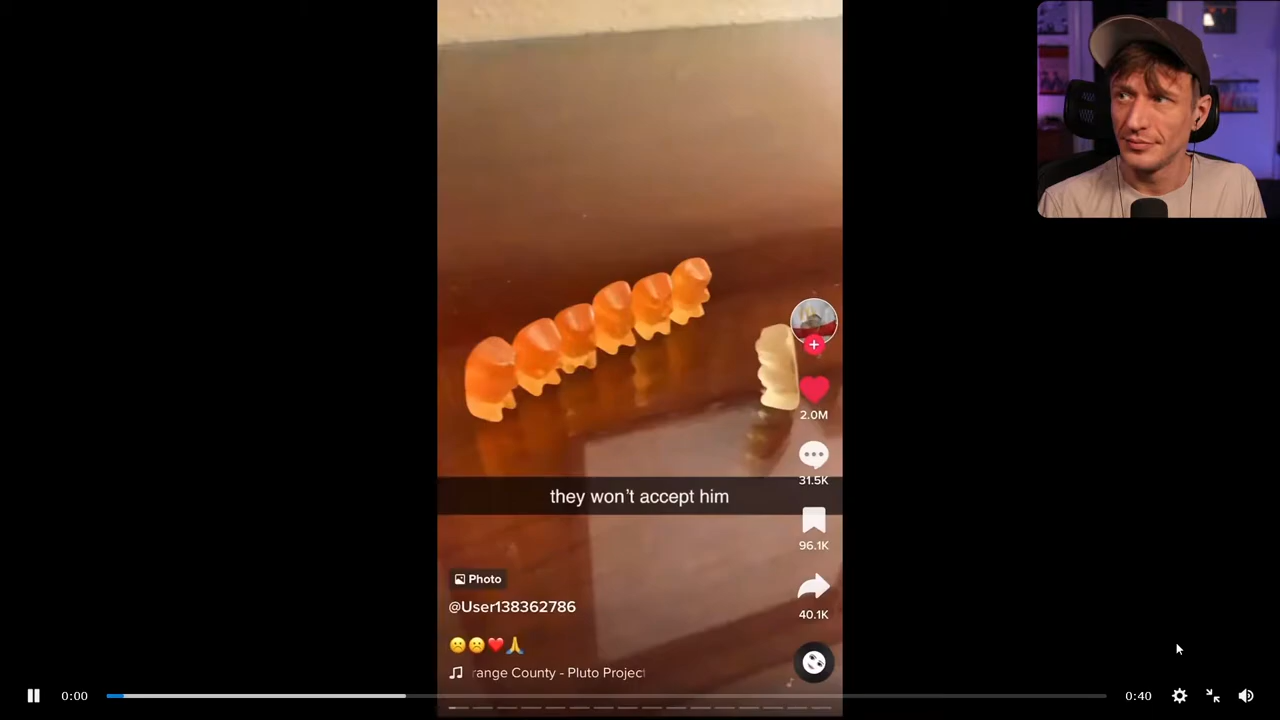 they won't accept him
2.0M
31.5K
96.1K
40.1K
Photo
@User138362786
☹️☹️❤️🙏
range County - Pluto Project
0:00
0:40